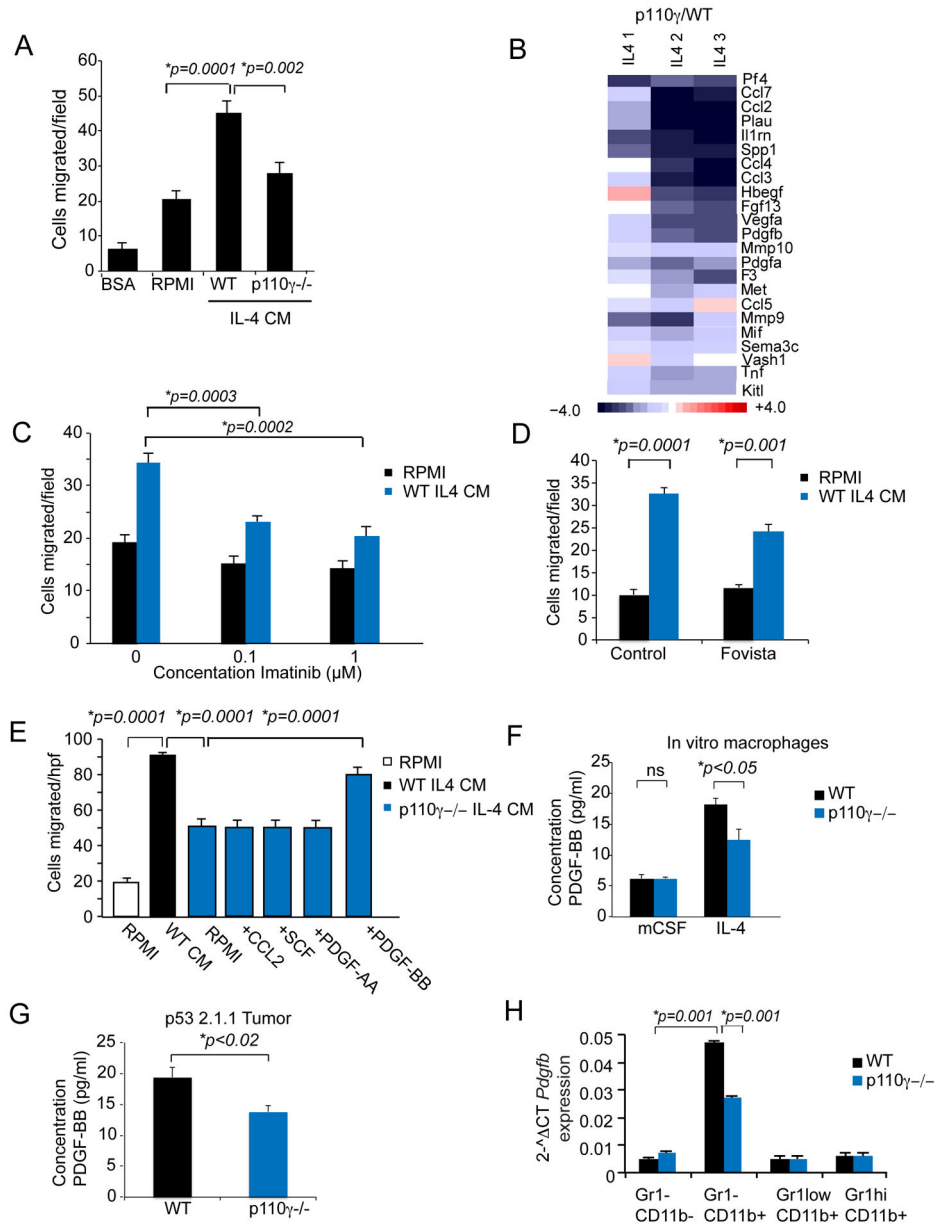 A
*p=0.0001
*p=0.002
60
50
40
30
20
10
0
Cells migrated/field
BSA
RPMI
WT
p110γ-/-
IL-4 CM
B
p110γ/WT
IL4 1
IL4 2
IL4 3
Pf4
Ccl7
Ccl2
Plau
Il1rn
Spp1
Ccl4
Ccl3
Hbegf
Fgf13
Vegfa
Pdgfb
Mmp10
Pdgfa
F3
Met
Ccl5
Mmp9
Mif
Sema3c
Vash1
Tnf
Kitl
−4.0
+4.0
C
*p=0.0003
*p=0.0002
40
30
20
10
0
Cells migrated/field
RPMI
WT IL4 CM
0
0.1
1
Concentation Imatinib (µM)
D
*p=0.0001
*p=0.001
40
35
30
25
20
15
10
5
0
Cells migrated/field
RPMI
WT IL4 CM
Control
Fovista
E
*p=0.0001
*p=0.0001
*p=0.0001
100
80
60
40
20
0
Cells migrated/hpf
RPMI
WT IL4 CM
p110γ−/− IL-4 CM
RPMI
WT CM
RPMI
+CCL2
+SCF
+PDGF-AA
+PDGF-BB
F
In vitro macrophages
ns
*p<0.05
25
20
15
10
5
0
Concentration
PDGF-BB (pg/ml)
WT
p110γ−/−
mCSF
IL-4
G
p53 2.1.1 Tumor
*p<0.02
25
20
15
10
5
0
Concentration
PDGF-BB (pg/ml)
WT
p110γ-/-
H
*p=0.001
*p=0.001
0.05
0.04
0.03
0.02
0.01
0
2-^ΔCT Pdgfb
expression
WT
p110γ−/−
Gr1-
CD11b-
Gr1-
CD11b+
Gr1low
CD11b+
Gr1hi
CD11b+